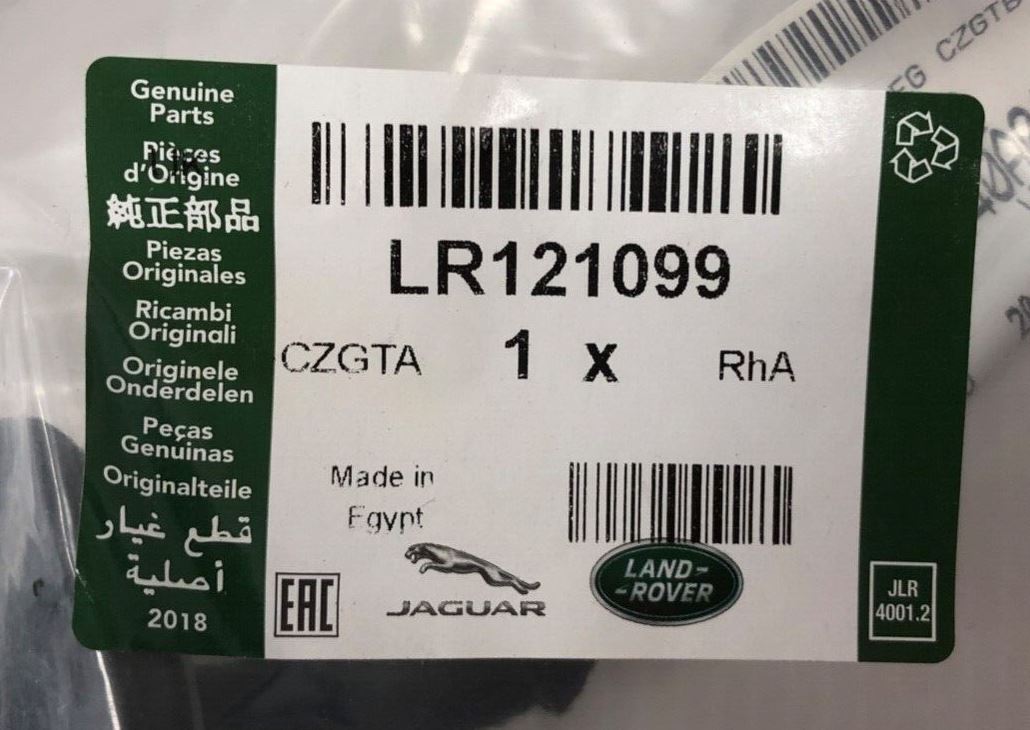 Genuine
Parts
Pièces
d'Origine
純正部品
Piezas
Originales
Ricambi
Originali
Originele
Onderdelen
Peças
Genuinas
Originalteile
قطع غيار
أصلية
2018
LR121099
CZGTA 1 x RhA
Made in
Egypt
EAC
JAGUAR
LAND-
-ROVER
JLR
4001.2